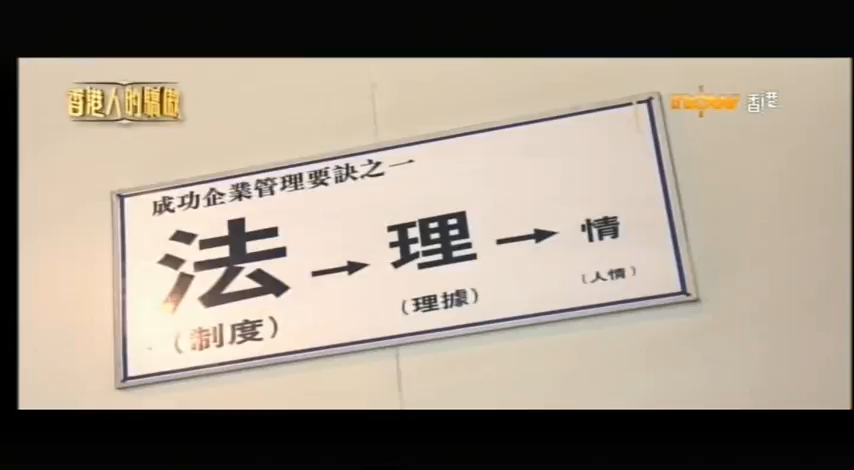 香港人的驕傲
now 香港
成功企業管理要訣之一
法 → 理 → 情
(制度) (理據) (人情)